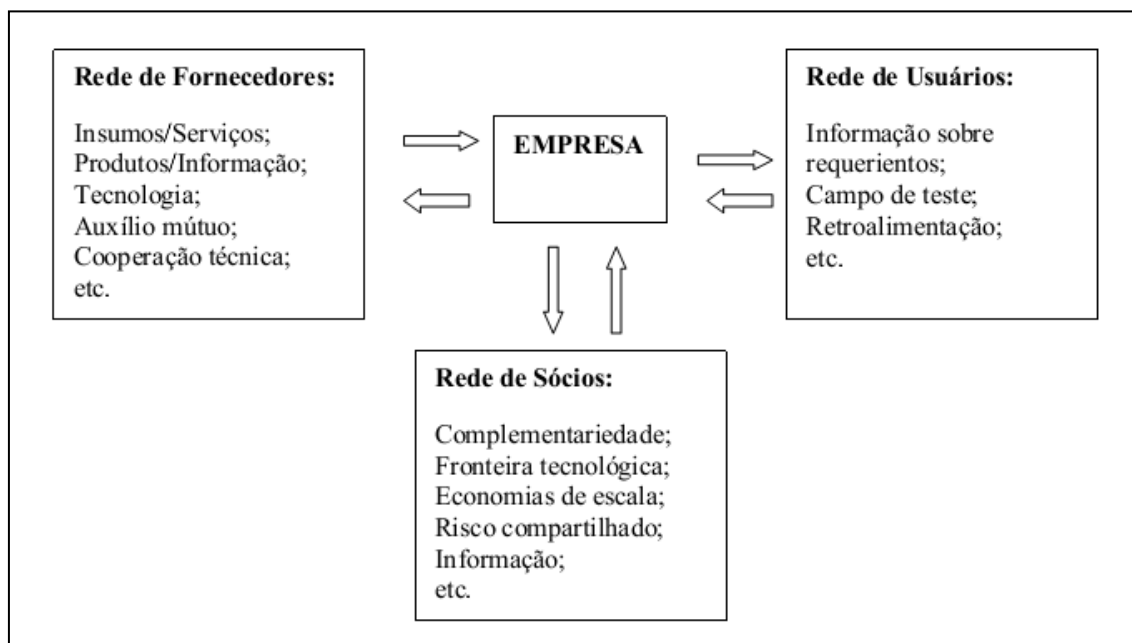 Rede de Fornecedores:
Insumos/Serviços;
Produtos/Informação;
Tecnologia;
Auxílio mútuo;
Cooperação técnica;
etc.
EMPRESA
Rede de Usuários:
Informação sobre
requerientos;
Campo de teste;
Retroalimentação;
etc.
Rede de Sócios:
Complementariedade;
Fronteira tecnológica;
Economias de escala;
Risco compartilhado;
Informação;
etc.